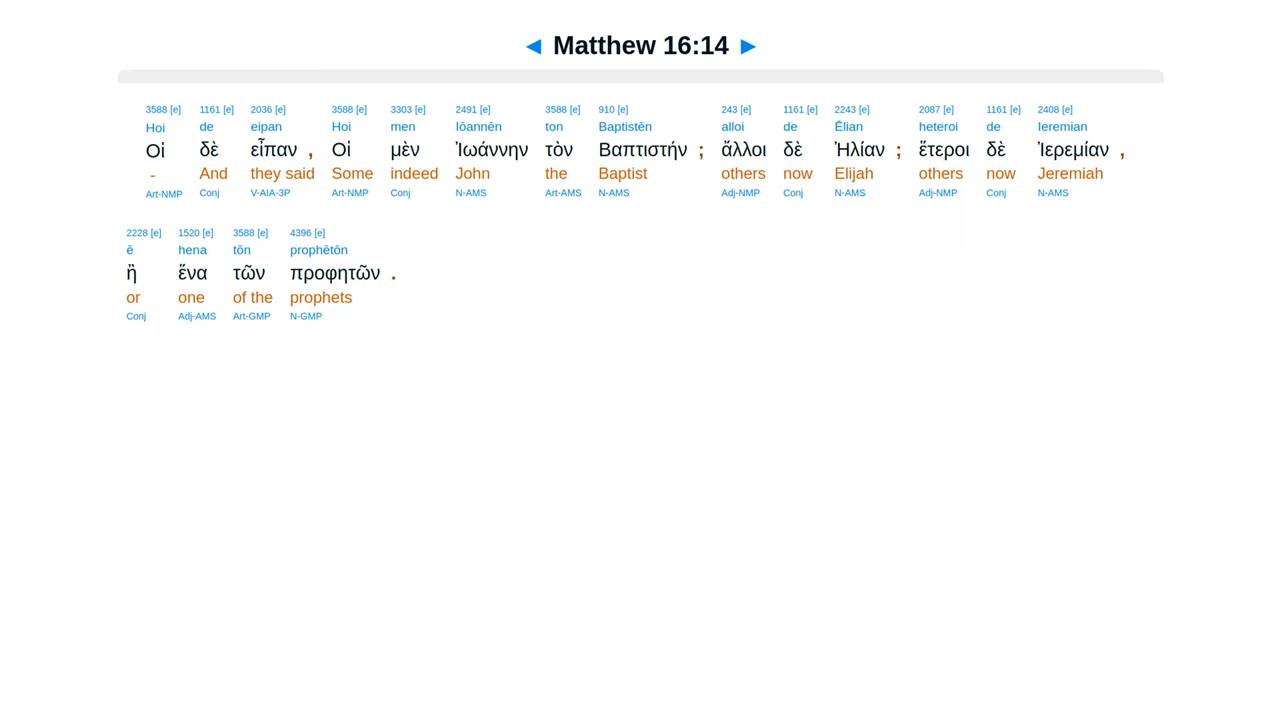 ◄ Matthew 16:14 ►
3588 [e] 1161 [e] 2036 [e] 3588 [e] 3303 [e] 2491 [e] 3588 [e] 910 [e] 243 [e] 1161 [e] 2243 [e] 2087 [e] 1161 [e] 2408 [e]
Hoi de eipan Hoi men Iōannēn ton Baptistēn alloi de Ēlian heteroi de Ieremian
Οἱ δὲ εἶπαν , Οἱ μὲν Ἰωάννην τὸν Βαπτιστήν ; ἄλλοι δὲ Ἠλίαν ; ἕτεροι δὲ Ἰερεμίαν ,
- And they said Some indeed John the Baptist others now Elijah others now Jeremiah
Art-NMP Conj V-AIA-3P Art-NMP Conj N-AMS Art-AMS N-AMS Adj-NMP Conj N-AMS Adj-NMP Conj N-AMS
2228 [e] 1520 [e] 3588 [e] 4396 [e]
ē hena tōn prophētōn
ἢ ἕνα τῶν προφητῶν .
or one of the prophets
Conj Adj-AMS Art-GMP N-GMP